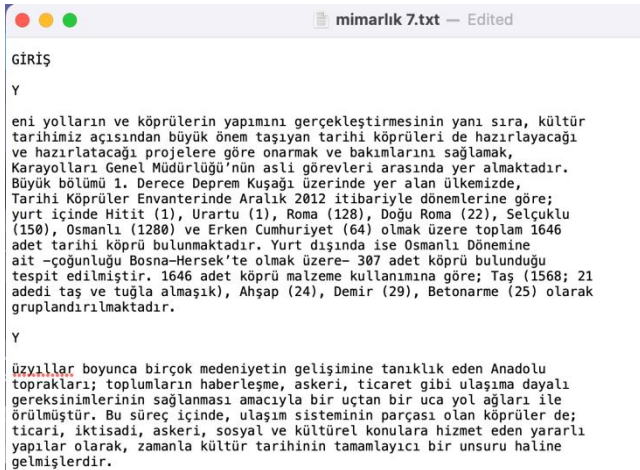 mimarlık 7.txt — Edited
GİRİŞ
Y
eni yolların ve köprülerin yapımını gerçekleştirmesinin yanı sıra, kültür
tarihimiz açısından büyük önem taşıyan tarihi köprüleri de hazırlayacağı
ve hazırlatacağı projelere göre onarmak ve bakımlarını sağlamak,
Karayolları Genel Müdürlüğü’nün asli görevleri arasında yer almaktadır.
Büyük bölümü 1. Derece Deprem Kuşağı üzerinde yer alan ülkemizde,
Tarihi Köprüler Envanterinde Aralık 2012 itibariyle dönemlerine göre;
yurt içinde Hitit (1), Urartu (1), Roma (128), Doğu Roma (22), Selçuklu
(150), Osmanlı (1280) ve Erken Cumhuriyet (64) olmak üzere toplam 1646
adet tarihi köprü bulunmaktadır. Yurt dışında ise Osmanlı Dönemine
ait –çoğunluğu Bosna-Hersek’te olmak üzere– 307 adet köprü bulunduğu
tespit edilmiştir. 1646 adet köprü malzeme kullanımına göre; Taş (1568; 21
adedi taş ve tuğla almaşık), Ahşap (24), Demir (29), Betonarme (25) olarak
gruplandırılmaktadır.
Y
üzyıllar boyunca birçok medeniyetin gelişimine tanıklık eden Anadolu
toprakları; toplumların haberleşme, askeri, ticaret gibi ulaşıma dayalı
gereksinimlerinin sağlanması amacıyla bir uçtan bir uca yol ağları ile
örülmüştür. Bu süreç içinde, ulaşım sisteminin parçası olan köprüler de;
ticari, iktisadi, askeri, sosyal ve kültürel konulara hizmet eden yararlı
yapılar olarak, zamanla kültür tarihinin tamamlayıcı bir unsuru haline
gelmişlerdir.